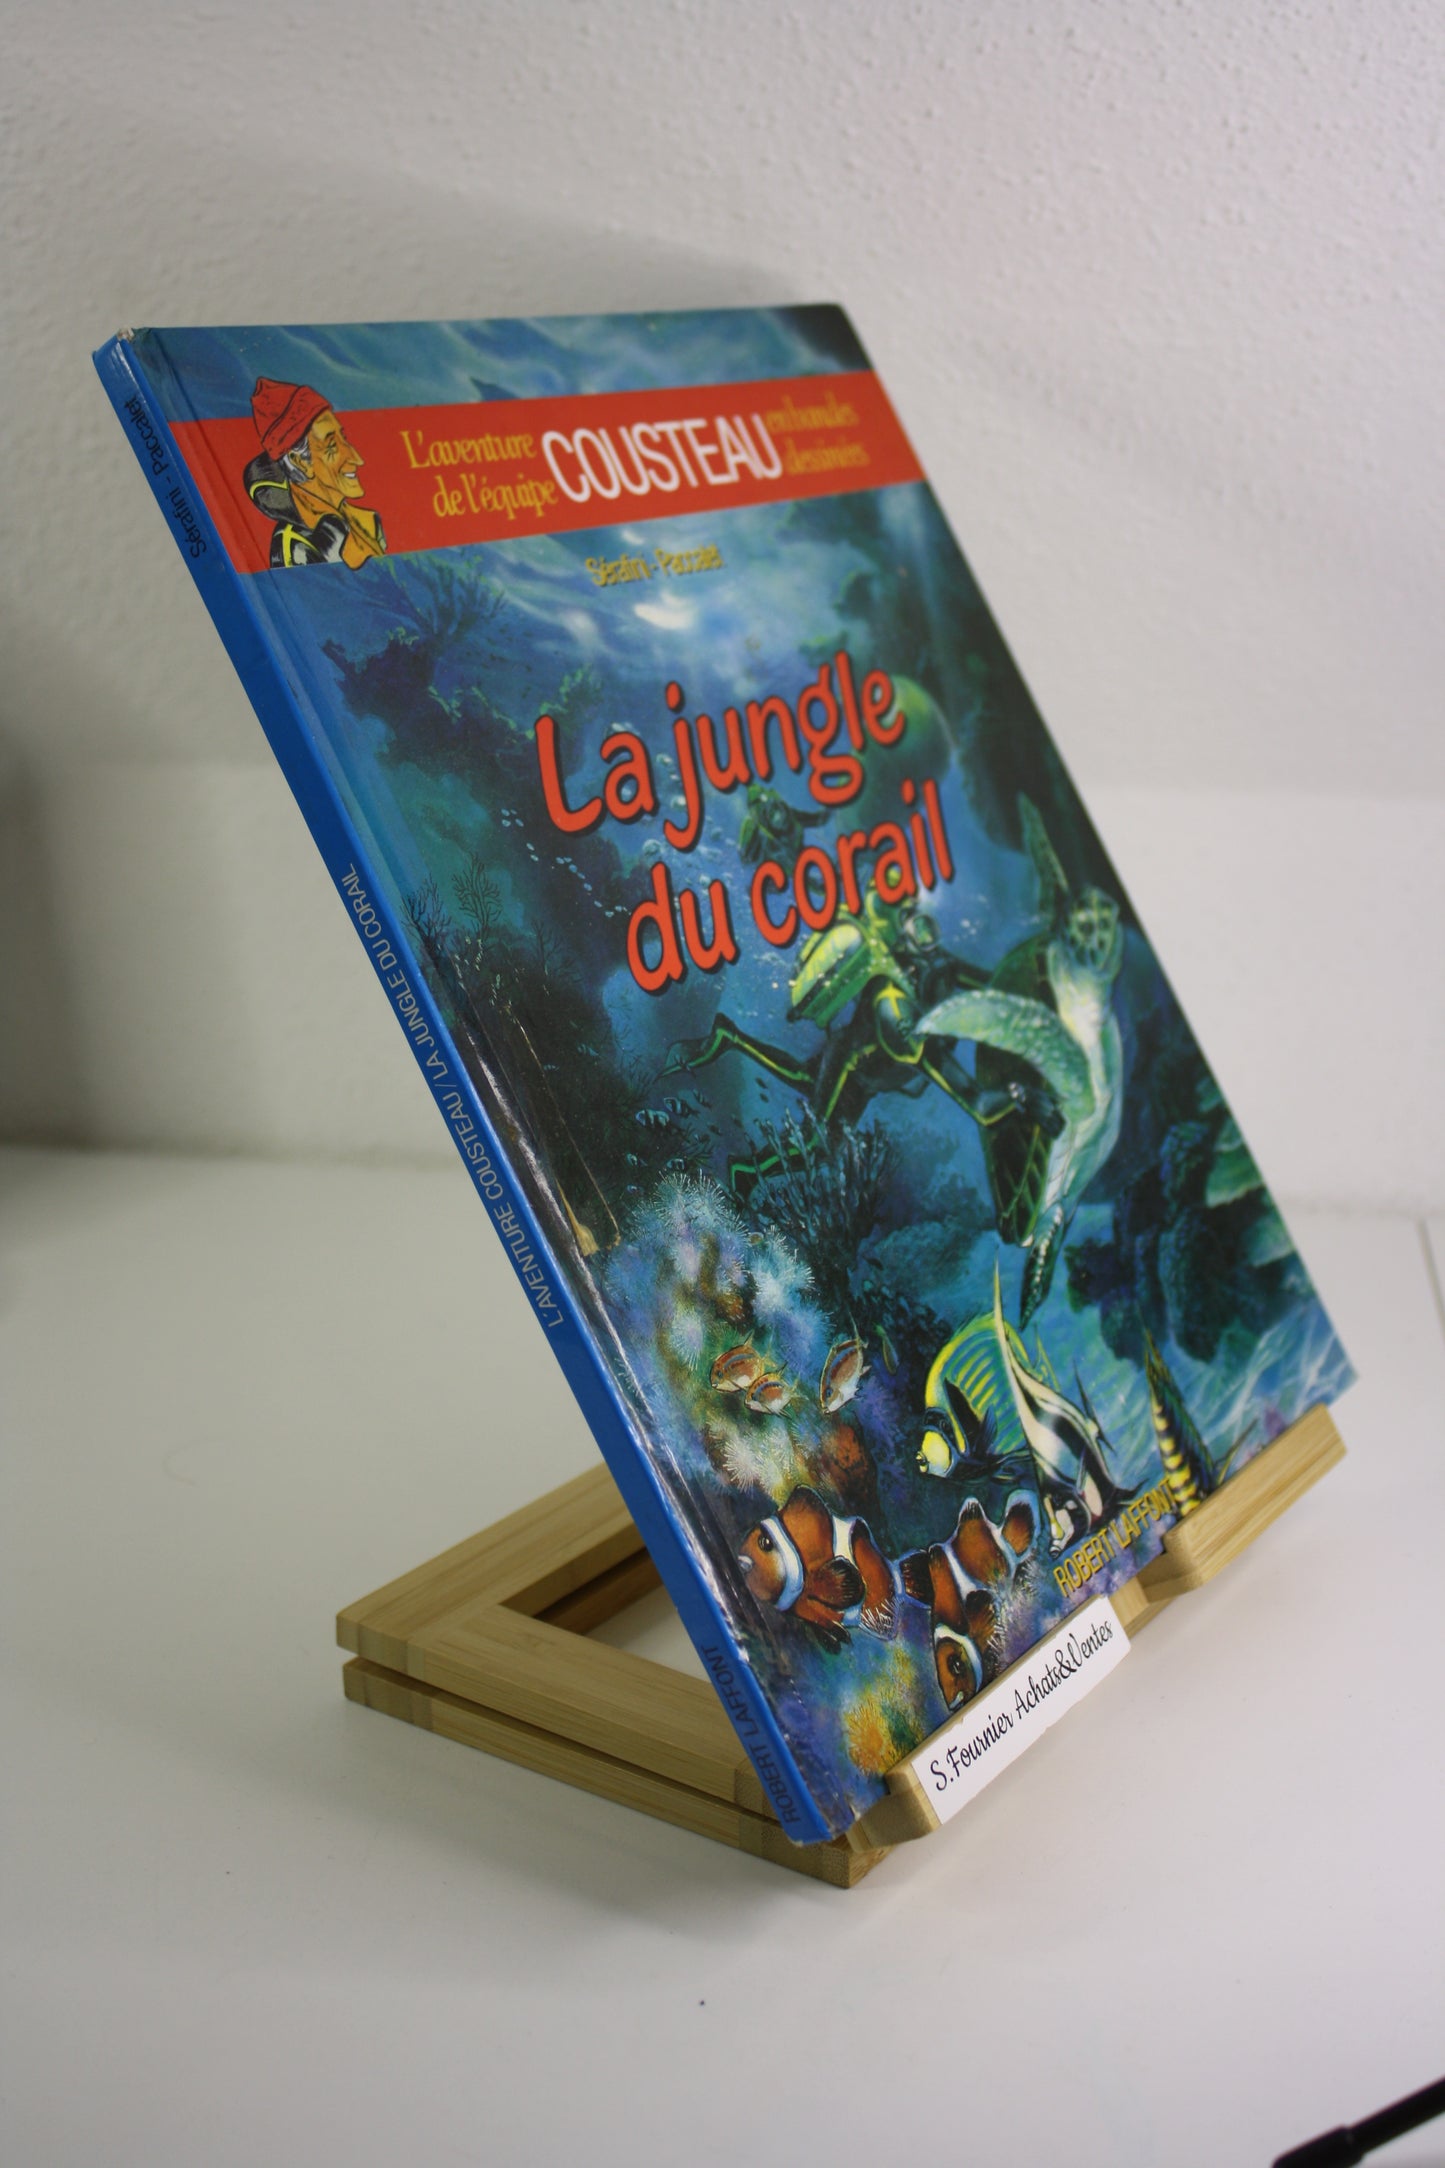 L'aventure
de l'équipe
COUSTEAU
en bandes
dessinées
Sérafini - Paccalet
La jungle
du corail
ROBERT LAFFONT
Sérafini - Paccalet
L'AVENTURE COUSTEAU / LA JUNGLE DU CORAIL
ROBERT LAFFONT
S.Fournier Achats&Ventes